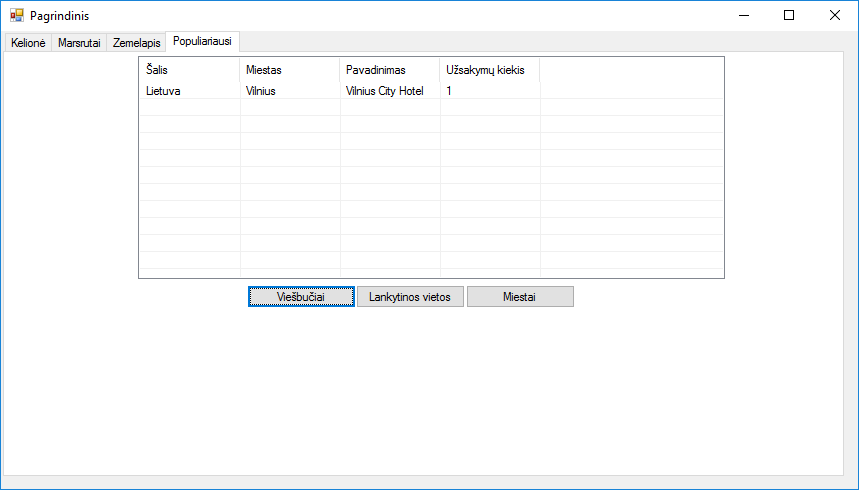 Pagrindinis
Kelionė Marsrutai Zemelapis Populiariausi
Šalis Miestas Pavadinimas Užsakymų kiekis
Lietuva Vilnius Vilnius City Hotel 1
Viešbučiai Lankytinos vietos Miestai